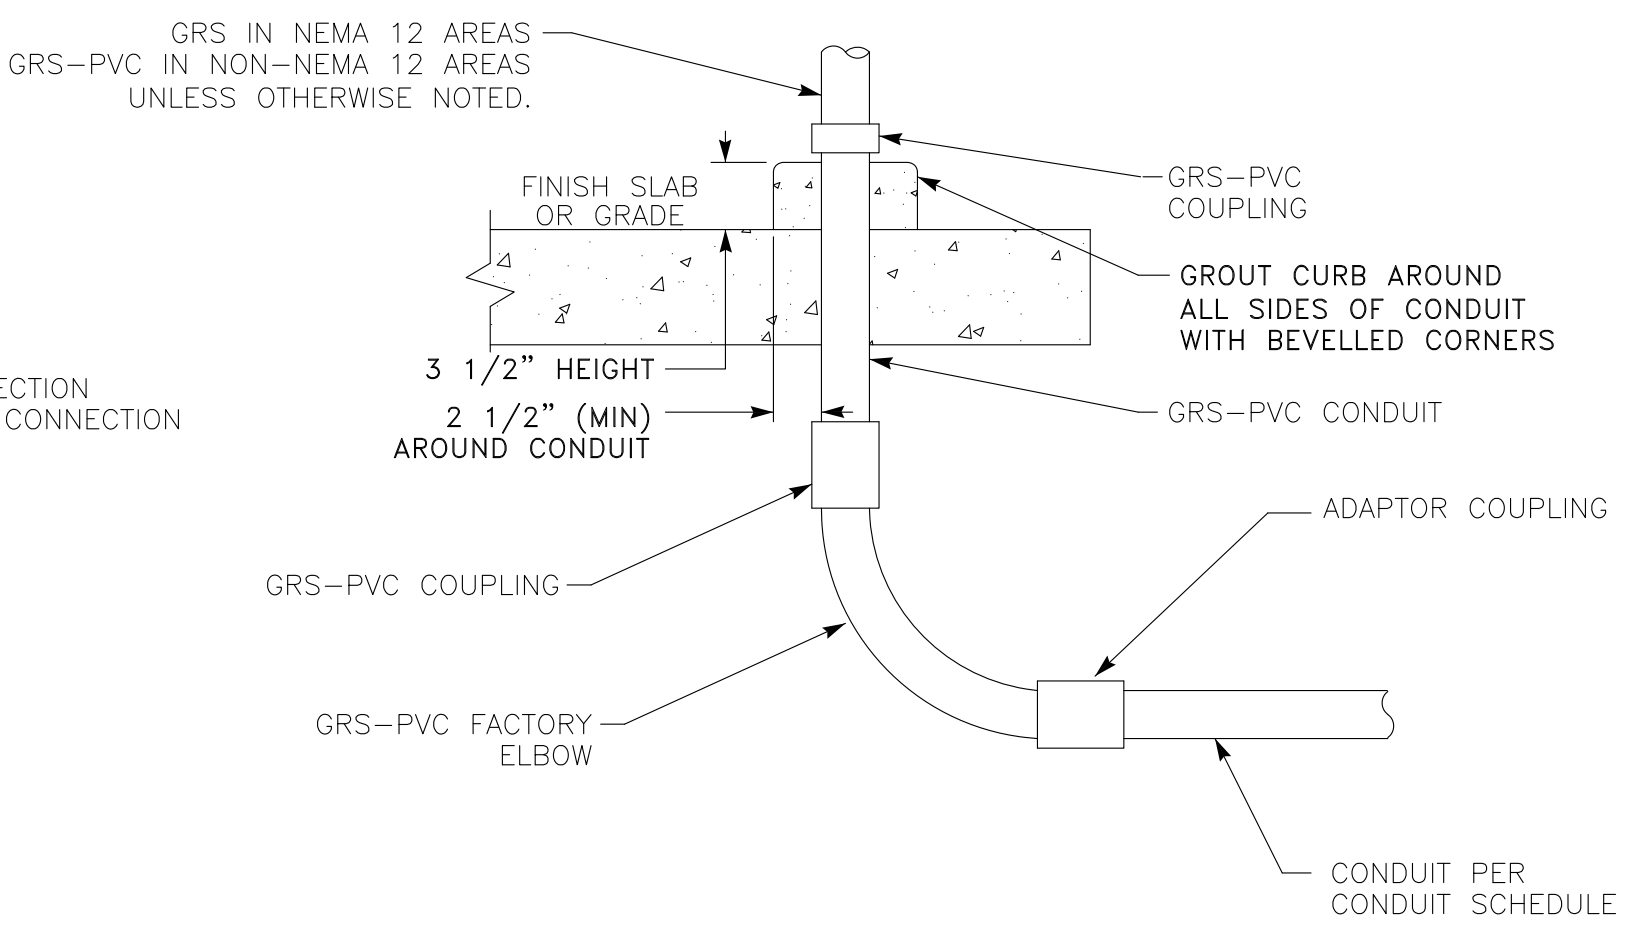 GRS IN NEMA 12 AREAS
GRS-PVC IN NON-NEMA 12 AREAS
UNLESS OTHERWISE NOTED.
GRS-PVC
COUPLING
FINISH SLAB
OR GRADE
GROUT CURB AROUND
ALL SIDES OF CONDUIT
WITH BEVELLED CORNERS
3 1/2" HEIGHT
2 1/2" (MIN)
AROUND CONDUIT
CONNECTION
GRS-PVC CONDUIT
ADAPTOR COUPLING
GRS-PVC COUPLING
GRS-PVC FACTORY
ELBOW
CONDUIT PER
CONDUIT SCHEDULE